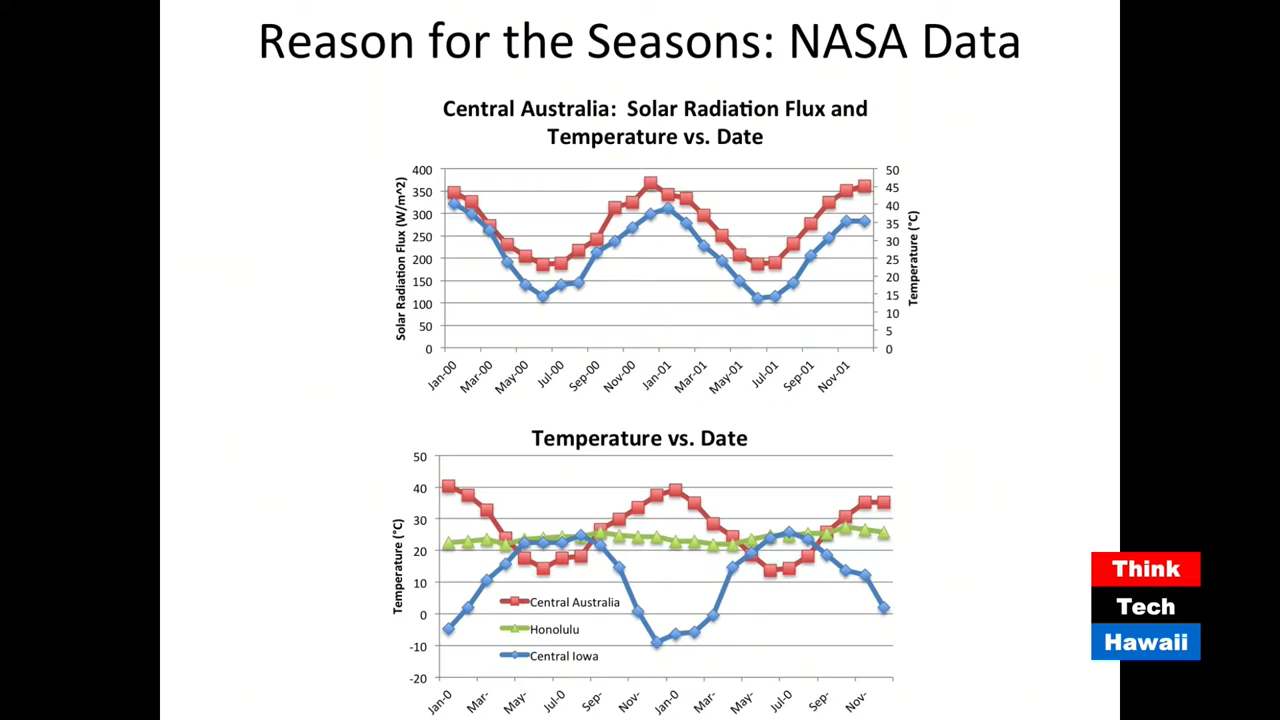 Reason for the Seasons: NASA Data
Central Australia: Solar Radiation Flux and
Temperature vs. Date
Solar Radiation Flux (W/m^2)
400
350
300
250
200
150
100
50
0
50
45
40
35
30
25
20
15
10
5
0
Temperature (°C)
Jan-00
Mar-00
May-00
Jul-00
Sep-00
Nov-00
Jan-01
Mar-01
May-01
Jul-01
Sep-01
Nov-01
Temperature vs. Date
Temperature (°C)
50
40
30
20
10
0
-10
-20
Central Australia
Honolulu
Central Iowa
Jan-0
Mar-
May-
Jul-0
Sep-
Nov-
Jan-0
Mar-
May-
Jul-0
Sep-
Nov-
Think
Tech
Hawaii